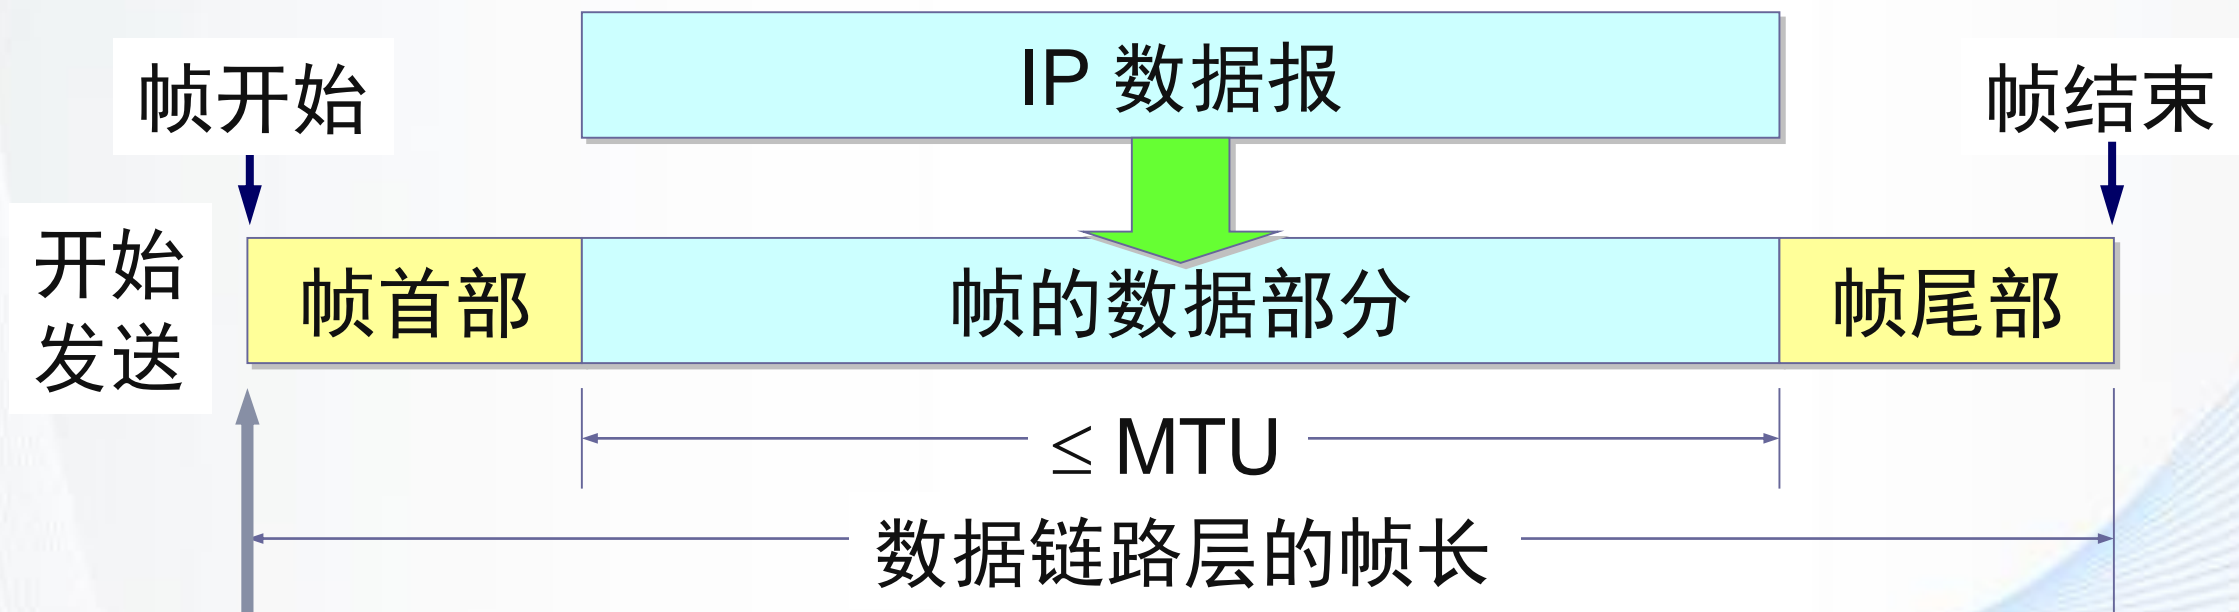 IP 数据报
帧开始
帧结束
开始
发送
帧首部
帧的数据部分
帧尾部
≤ MTU
数据链路层的帧长